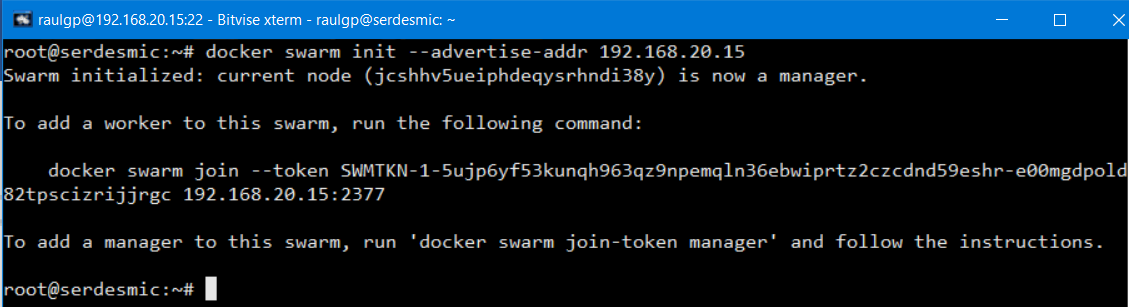 raulgp@192.168.20.15:22 - Bitvise xterm - raulgp@serdesmic: ~
root@serdesmic:~# docker swarm init --advertise-addr 192.168.20.15
Swarm initialized: current node (jcshhv5ueiphdeqysrhndi38y) is now a manager.
To add a worker to this swarm, run the following command:
docker swarm join --token SWMTKN-1-5ujp6yf53kunqh963qz9npemqln36ebwiprtz2czcdnd59eshr-e00mgdpold
82tpscizrijjrgc 192.168.20.15:2377
To add a manager to this swarm, run 'docker swarm join-token manager' and follow the instructions.
root@serdesmic:~#